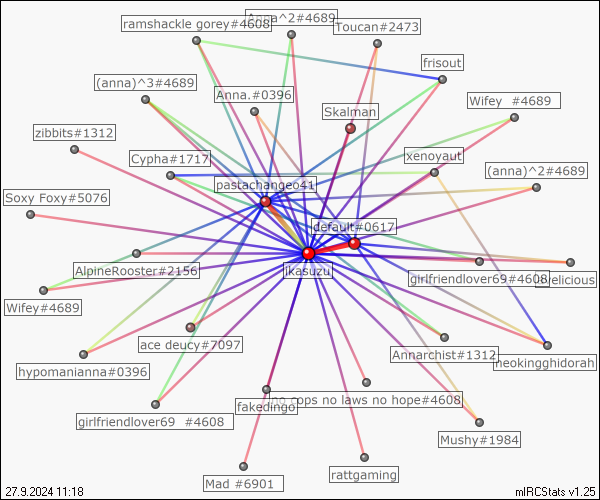 ramshackle gorey#4608
Anna^2#4689
Toucan#2473
frisout
(anna)^3#4689
Anna.#0396
Skalman
Wifey  #4689
zibbits#1312
Cypha#1717
xenoyaut
pastachangeo41
(anna)^2#4689
Soxy Foxy#5076
default#0617
AlpineRooster#2156
ikasuzu
girlfriendlover69#4608
elicious
Wifey#4689
ace deucy#7097
Annarchist#1312
neokingghidorah
hypomanianna#0396
no cops no laws no hope#4608
fakedingo
girlfriendlover69  #4608
Mushy#1984
Mad #6901
rattgaming
27.9.2024 11:18
mIRCStats v1.25